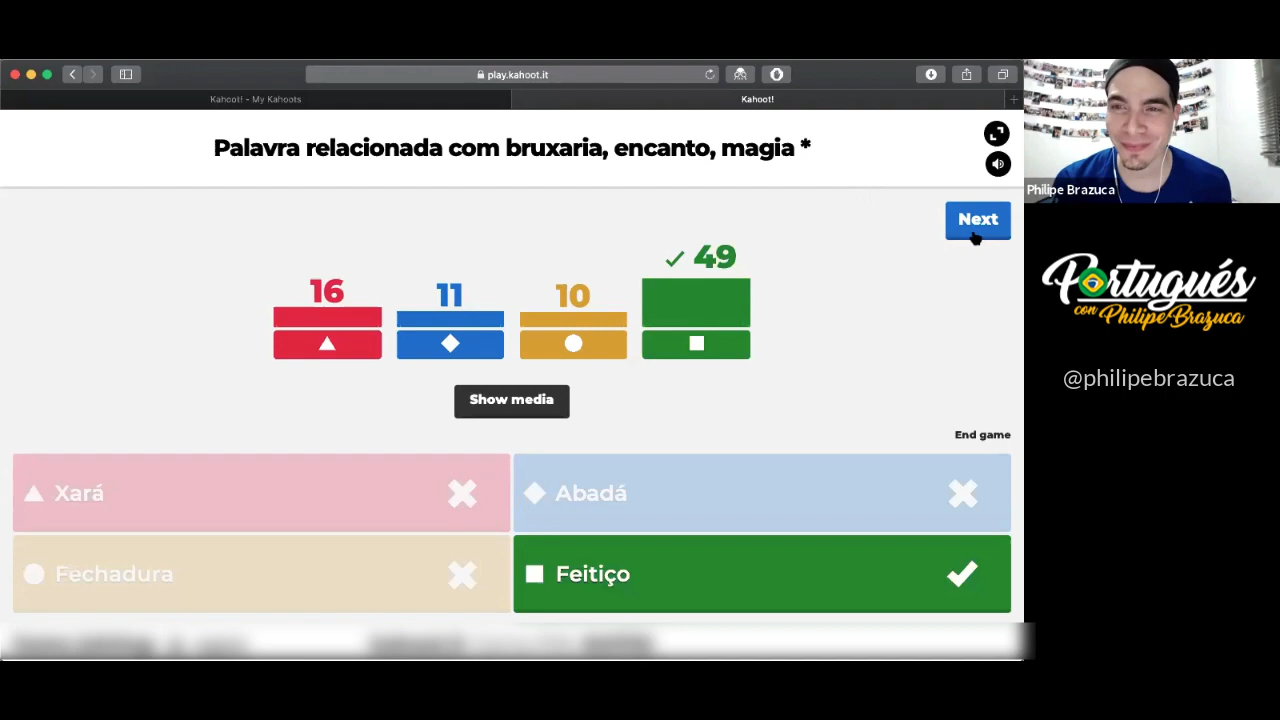 play.kahoot.it
Kahoot! - My Kahoots
Kahoot!
Palavra relacionada com bruxaria, encanto, magia *
Philipe Brazuca
Next
16
11
10
49
Show media
End game
Xará
Abadá
Fechadura
Feitiço
Portugués
con Philipe Brazuca
@philipebrazuca